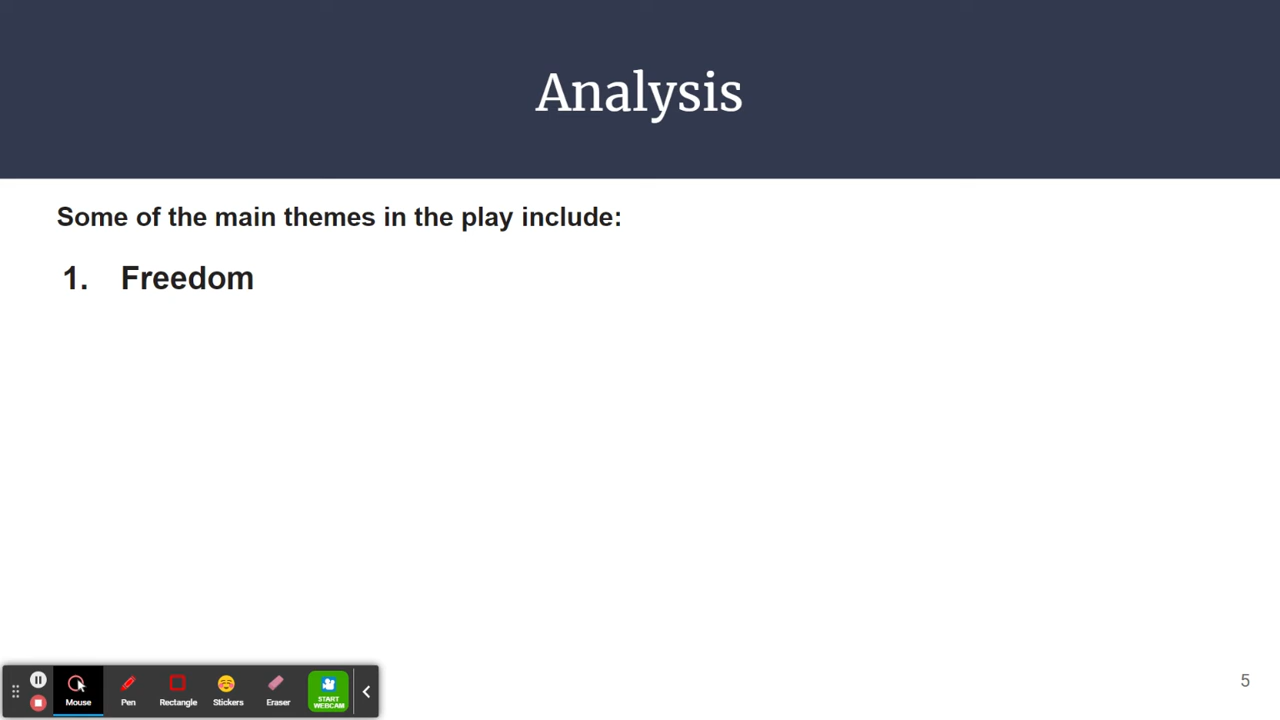 Analysis
Some of the main themes in the play include:
1. Freedom
Mouse
Pen
Rectangle
Stickers
Eraser
START
WEBCAM
5